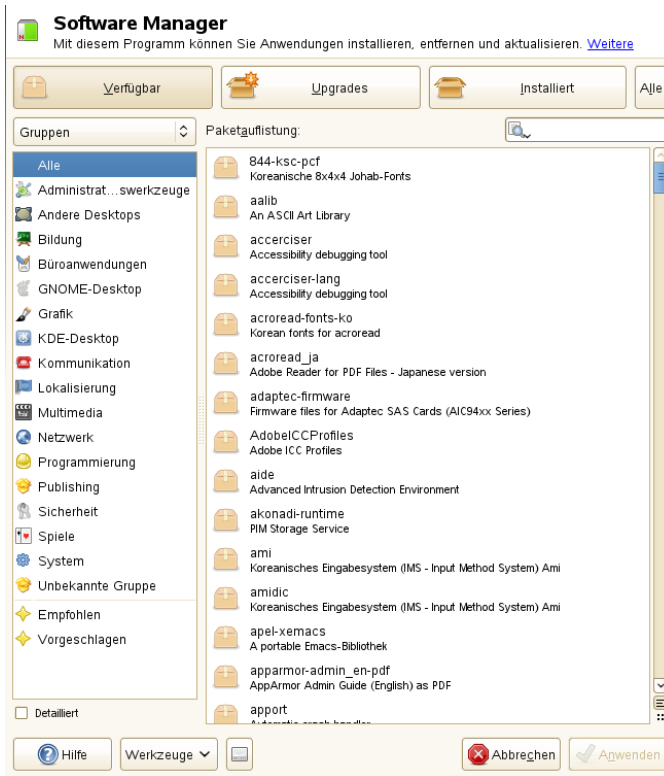 Software Manager
Mit diesem Programm können Sie Anwendungen installieren, entfernen und aktualisieren. Weitere
Verfügbar
Upgrades
Installiert
Alle
Gruppen
Paketauflistung:
Alle
Administrat...swerkzeuge
Andere Desktops
Bildung
Büroanwendungen
GNOME-Desktop
Grafik
KDE-Desktop
Kommunikation
Lokalisierung
Multimedia
Netzwerk
Programmierung
Publishing
Sicherheit
Spiele
System
Unbekannte Gruppe
Empfohlen
Vorgeschlagen
Detailliert
844-ksc-pcf
Koreanische 8x4x4 Johab-Fonts
aalib
An ASCII Art Library
accerciser
Accessibility debugging tool
accerciser-lang
Accessibility debugging tool
acroread-fonts-ko
Korean fonts for acroread
acroread_ja
Adobe Reader for PDF Files - Japanese version
adaptec-firmware
Firmware files for Adaptec SAS Cards (AIC94xx Series)
AdobeICCProfiles
Adobe ICC Profiles
aide
Advanced Intrusion Detection Environment
akonadi-runtime
PIM Storage Service
ami
Koreanisches Eingabesystem (IMS - Input Method System) Ami
amidic
Koreanisches Eingabesystem (IMS - Input Method System) Ami
apel-xemacs
A portable Emacs-Bibliothek
apparmor-admin_en-pdf
AppArmor Admin Guide (English) as PDF
apport
Automatic crash handler
Hilfe
Werkzeuge
Abbrechen
Anwenden